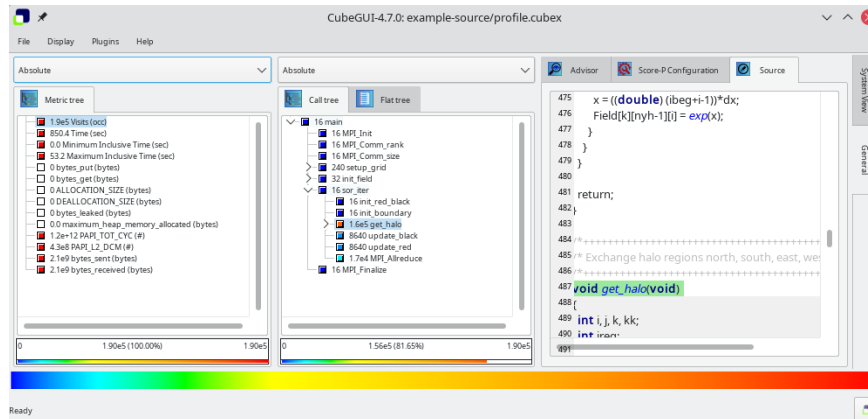 CubeGUI-4.7.0: example-source/profile.cubex
File Display Plugins Help
Absolute
Metric tree
1.9e5 Visits (occ)
850.4 Time (sec)
0.0 Minimum Inclusive Time (sec)
53.2 Maximum Inclusive Time (sec)
0 bytes_put (bytes)
0 bytes_get (bytes)
0 ALLOCATION_SIZE (bytes)
0 DEALLOCATION_SIZE (bytes)
0 bytes_leaked (bytes)
0.0 maximum_heap_memory_allocated (bytes)
1.2e+12 PAPI_TOT_CYC (#)
4.3e8 PAPI_L2_DCM (#)
2.1e9 bytes_sent (bytes)
2.1e9 bytes_received (bytes)
0 1.90e5 (100.00%) 1.90e5
Absolute
Call tree Flat tree
16 main
16 MPI_Init
16 MPI_Comm_rank
16 MPI_Comm_size
240 setup_grid
32 init_field
16 sor_iter
16 init_red_black
16 init_boundary
1.6e5 get_halo
8640 update_black
8640 update_red
1.7e4 MPI_Allreduce
16 MPI_Finalize
0 1.56e5 (81.65%) 1.90e5
Advisor Score-P Configuration Source
475 x = ((double) (ibeg+i-1))*dx;
476 Field[k][nyh-1][i] = exp(x);
477 }
478 }
479 }
480
481 return;
482 }
483
484 /*++++++++++++++++++++++++++++++++
485 /* Exchange halo regions north, south, east, wes
486 /*++++++++++++++++++++++++++++++++
487 void get_halo(void)
488 {
489 int i, j, k, kk;
490 int ireg;
491
System View
General
Ready